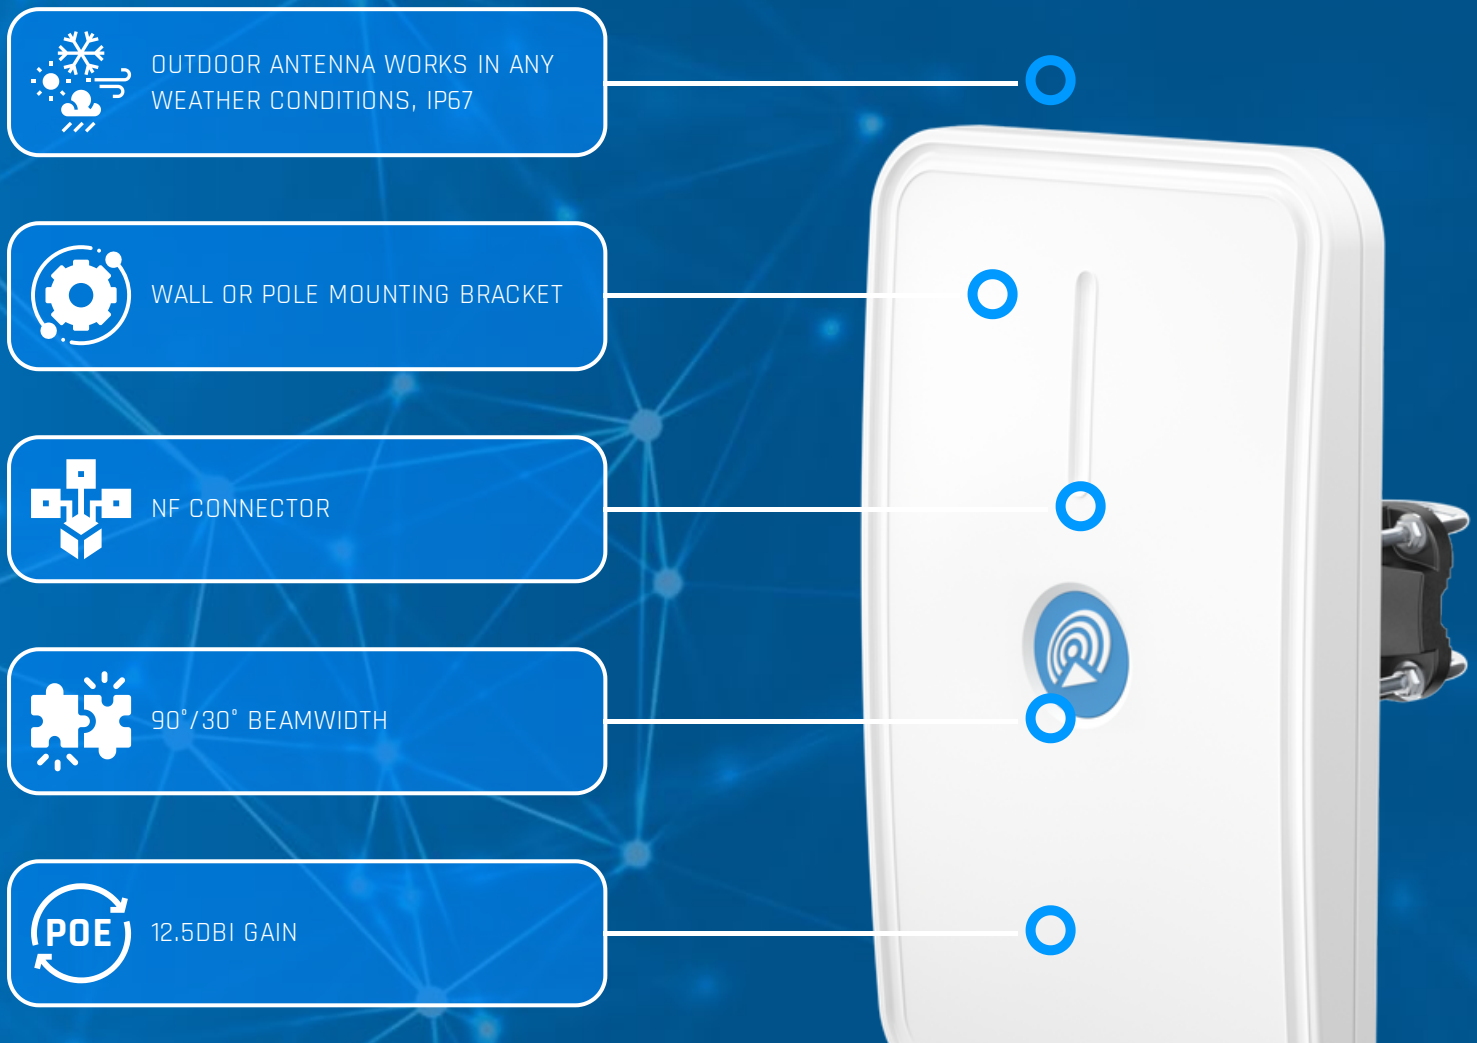 OUTDOOR ANTENNA WORKS IN ANY
WEATHER CONDITIONS, IP67
WALL OR POLE MOUNTING BRACKET
NF CONNECTOR
90°/30° BEAMWIDTH
POE
12.5DBI GAIN